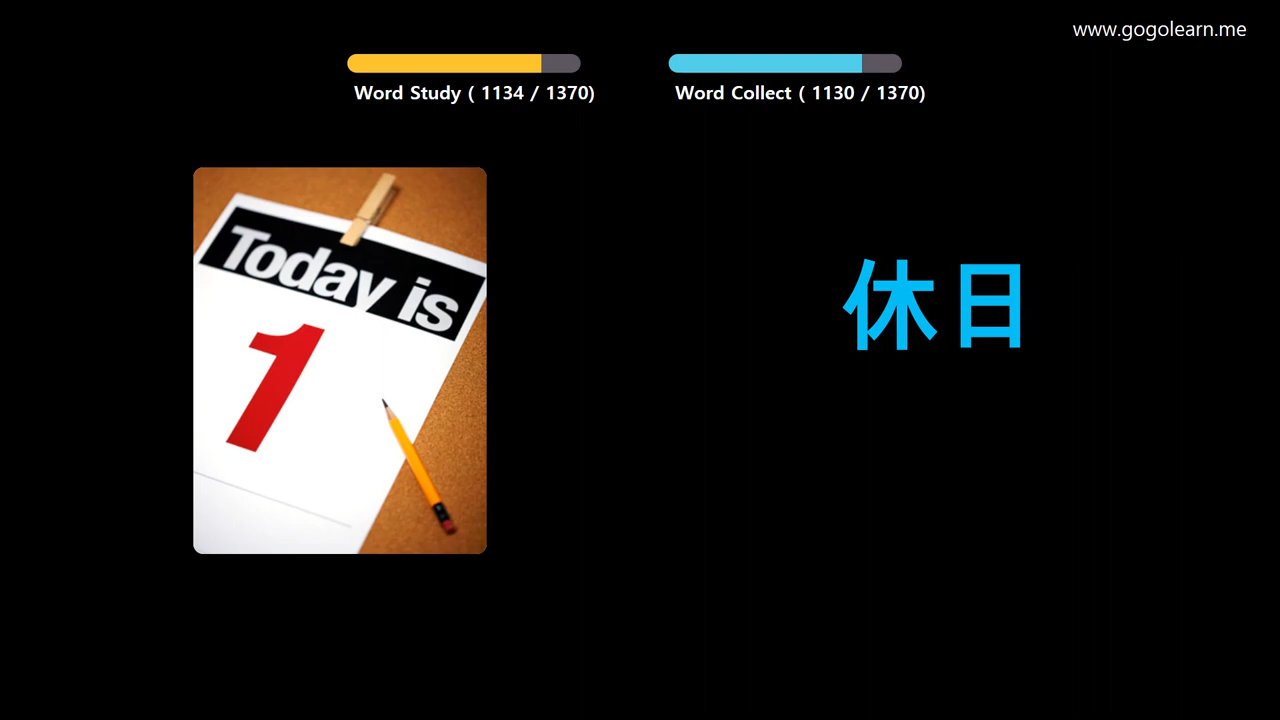 www.gogolearn.me
Word Study ( 1134 / 1370)
Word Collect ( 1130 / 1370)
Today is
1
休日